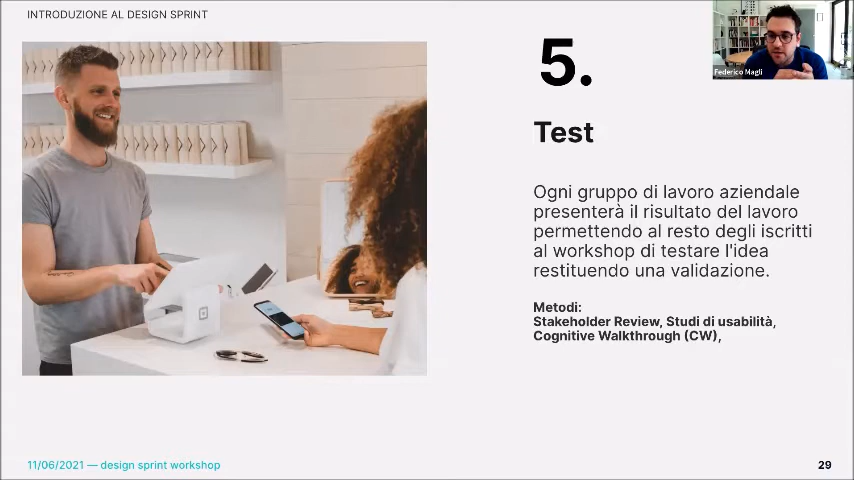 INTRODUZIONE AL DESIGN SPRINT
Federico Magli
5.
Test
Ogni gruppo di lavoro aziendale
presenterà il risultato del lavoro
permettendo al resto degli iscritti
al workshop di testare l'idea
restituendo una validazione.
Metodi:
Stakeholder Review, Studi di usabilità,
Cognitive Walkthrough (CW),
11/06/2021 — design sprint workshop
29